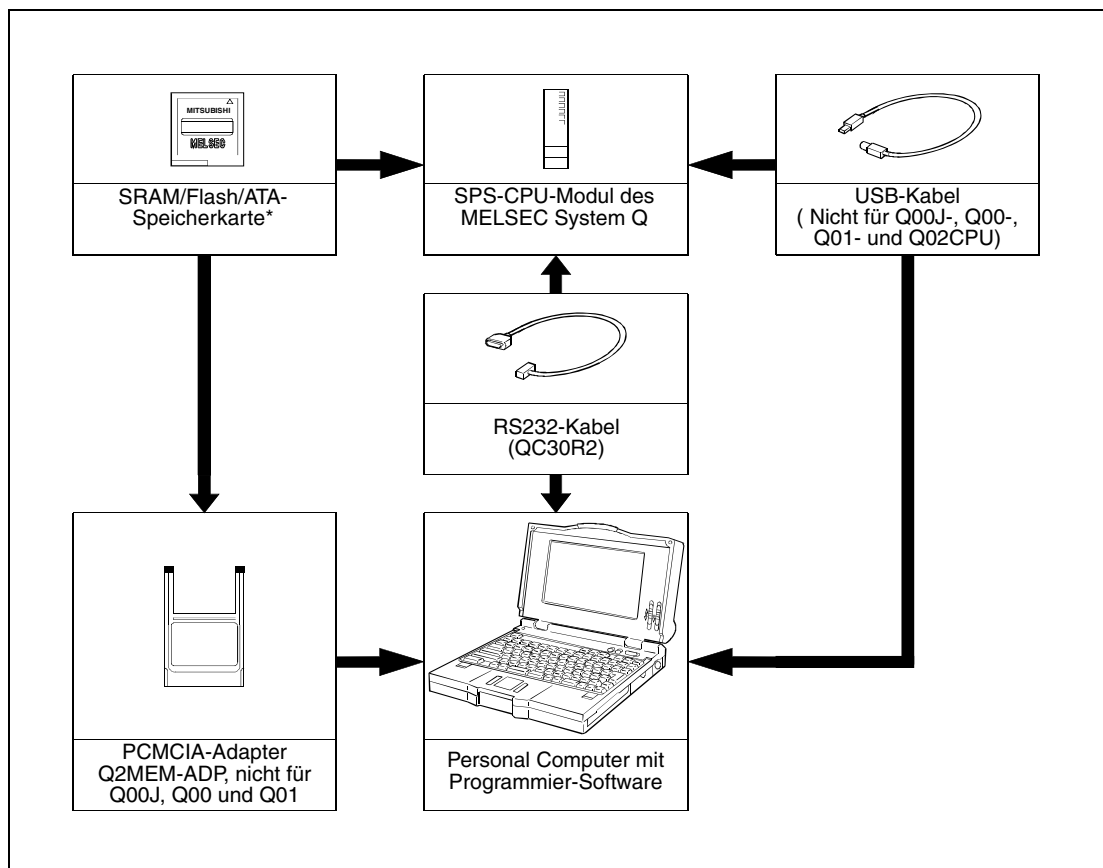 MITSUBISHI
MELSEC
SRAM/Flash/ATA-
Speicherkarte*
SPS-CPU-Modul des
MELSEC System Q
USB-Kabel
( Nicht für Q00J-, Q00-,
Q01- und Q02CPU)
RS232-Kabel
(QC30R2)
PCMCIA-Adapter
Q2MEM-ADP, nicht für
Q00J, Q00 und Q01
Personal Computer mit
Programmier-Software